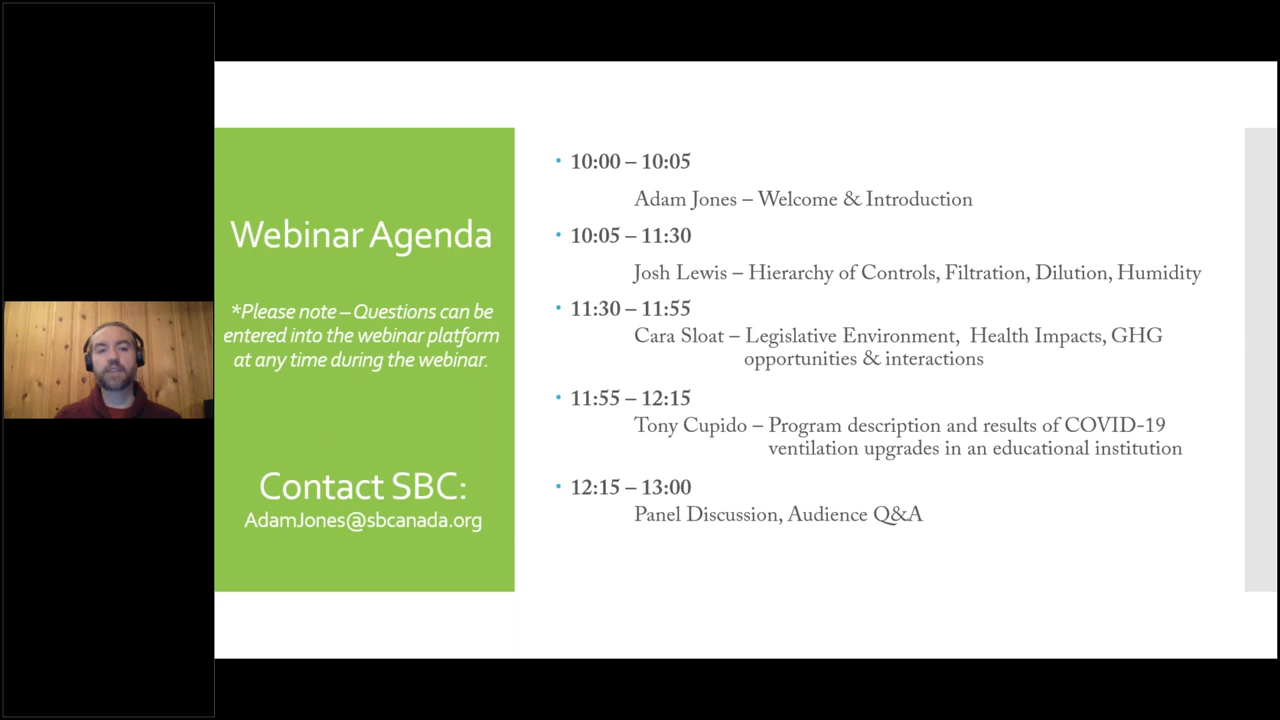 Webinar Agenda
*Please note – Questions can be
entered into the webinar platform
at any time during the webinar.
Contact SBC:
AdamJones@sbcanada.org
• 10:00 – 10:05
Adam Jones – Welcome & Introduction
• 10:05 – 11:30
Josh Lewis – Hierarchy of Controls, Filtration, Dilution, Humidity
• 11:30 – 11:55
Cara Sloat – Legislative Environment, Health Impacts, GHG
opportunities & interactions
• 11:55 – 12:15
Tony Cupido – Program description and results of COVID-19
ventilation upgrades in an educational institution
• 12:15 – 13:00
Panel Discussion, Audience Q&A